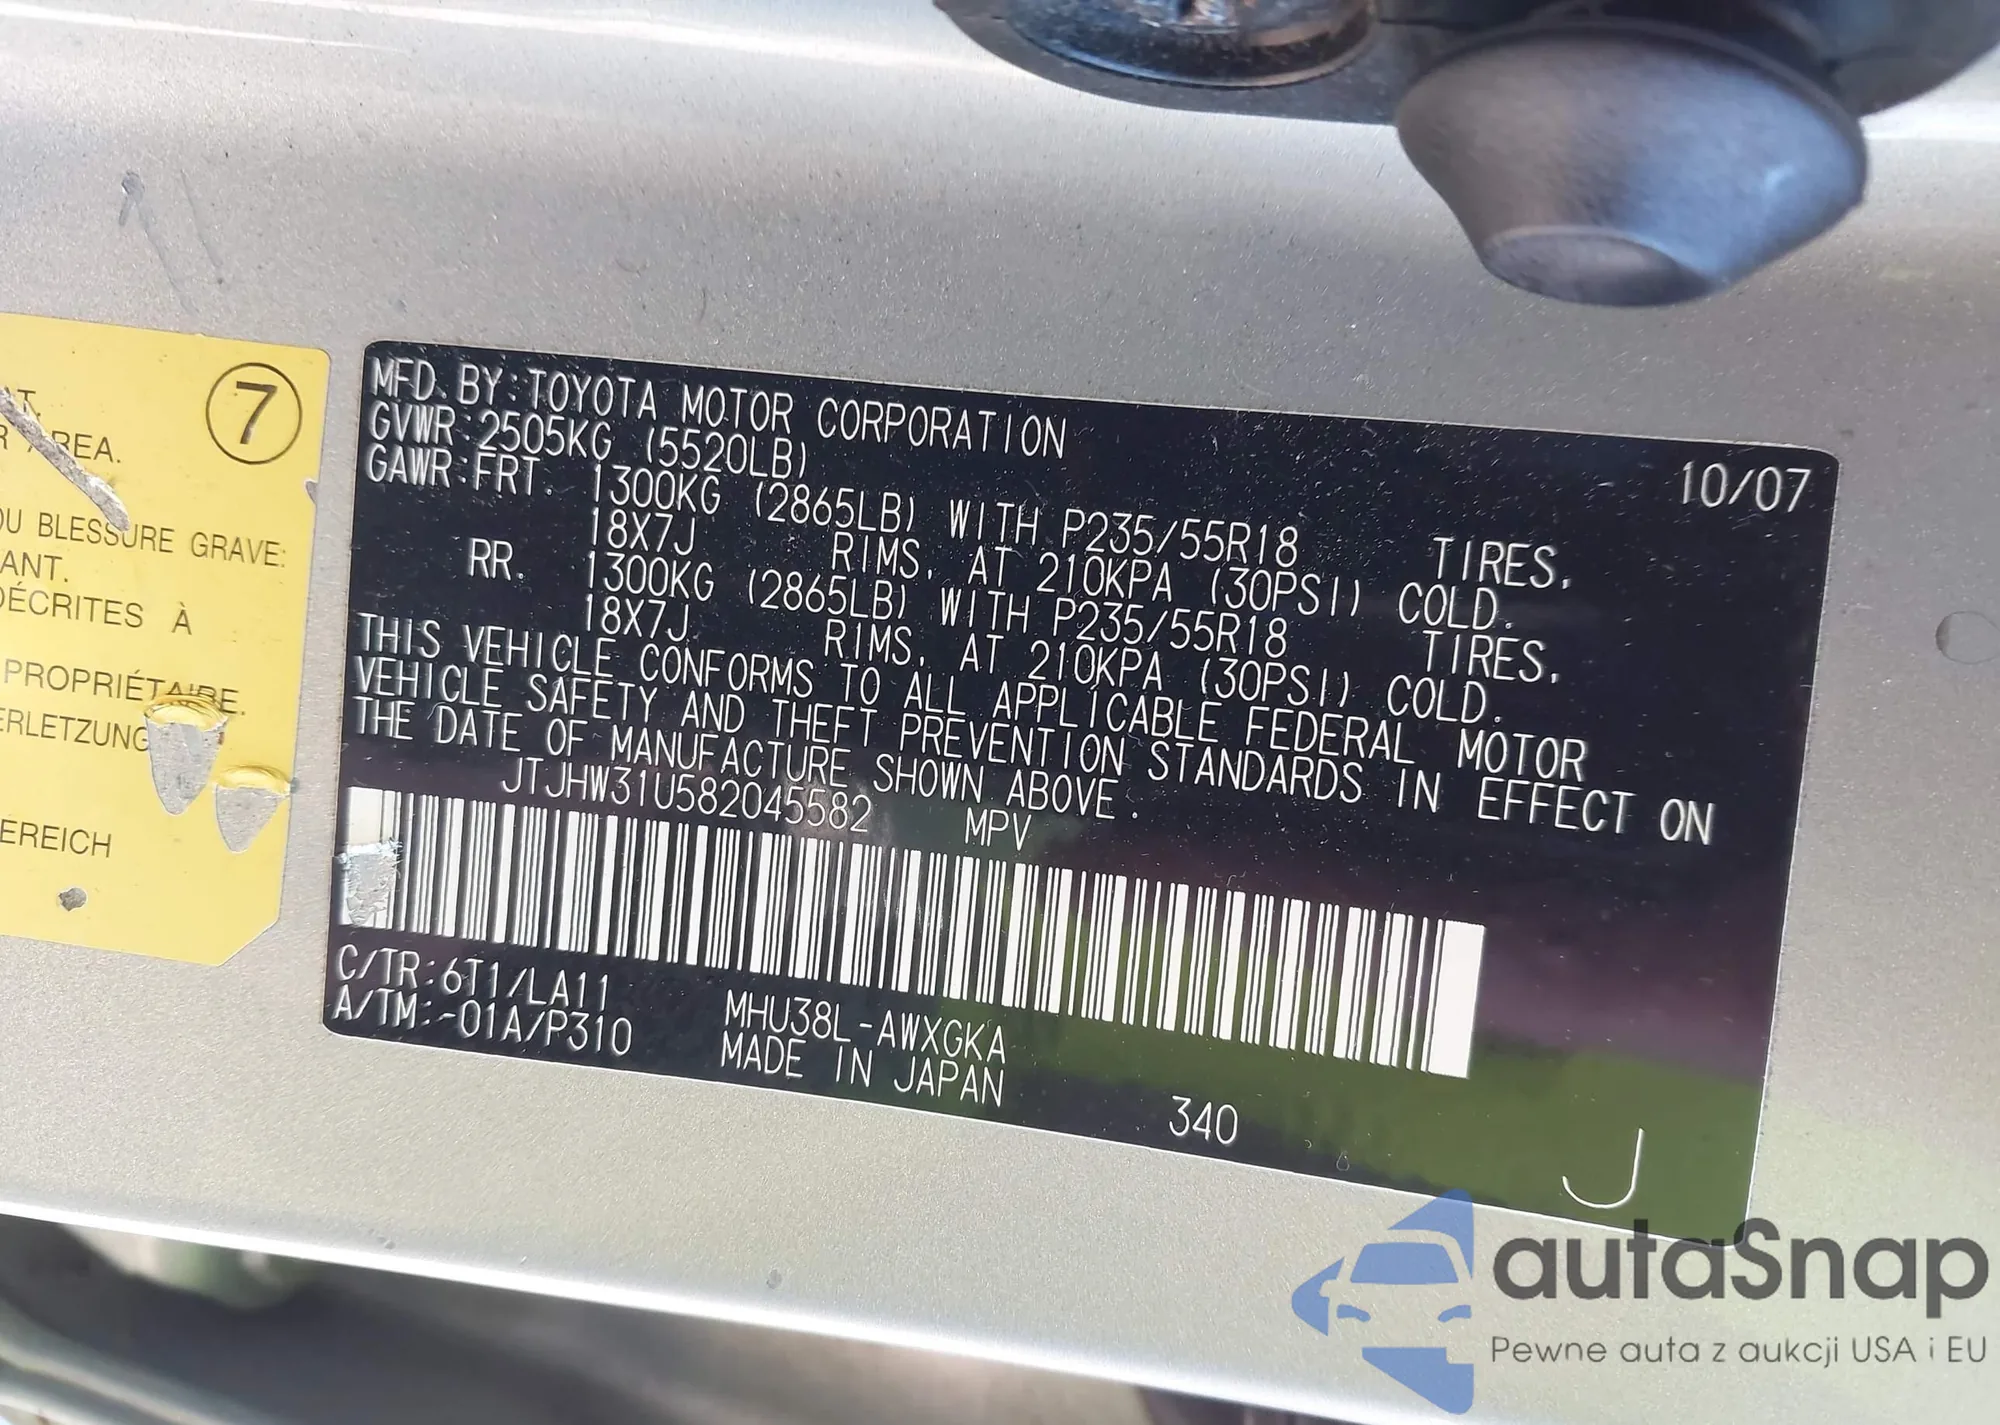 7
T.
R AREA.
OU BLESSURE GRAVE:
ANT.
DÉCRITES À
PROPRIÉTAIRE.
ERLETZUNG
EREICH
MFD. BY:TOYOTA MOTOR CORPORATION 10/07
GVWR:2505KG (5520LB)
GAWR:FRT. 1300KG (2865LB) WITH P235/55R18 TIRES,
18X7J RIMS, AT 210KPA (30PSI) COLD.
RR. 1300KG (2865LB) WITH P235/55R18 TIRES,
18X7J RIMS, AT 210KPA (30PSI) COLD.
THIS VEHICLE CONFORMS TO ALL APPLICABLE FEDERAL MOTOR
VEHICLE SAFETY AND THEFT PREVENTION STANDARDS IN EFFECT ON
THE DATE OF MANUFACTURE SHOWN ABOVE.
JTJHW31U582045582 MPV
C/TR:6T1/LA11
A/TM:-01A/P310
MHU38L-AWXGKA
MADE IN JAPAN
340
J
autaSnap
Pewne auta z aukcji USA i EU